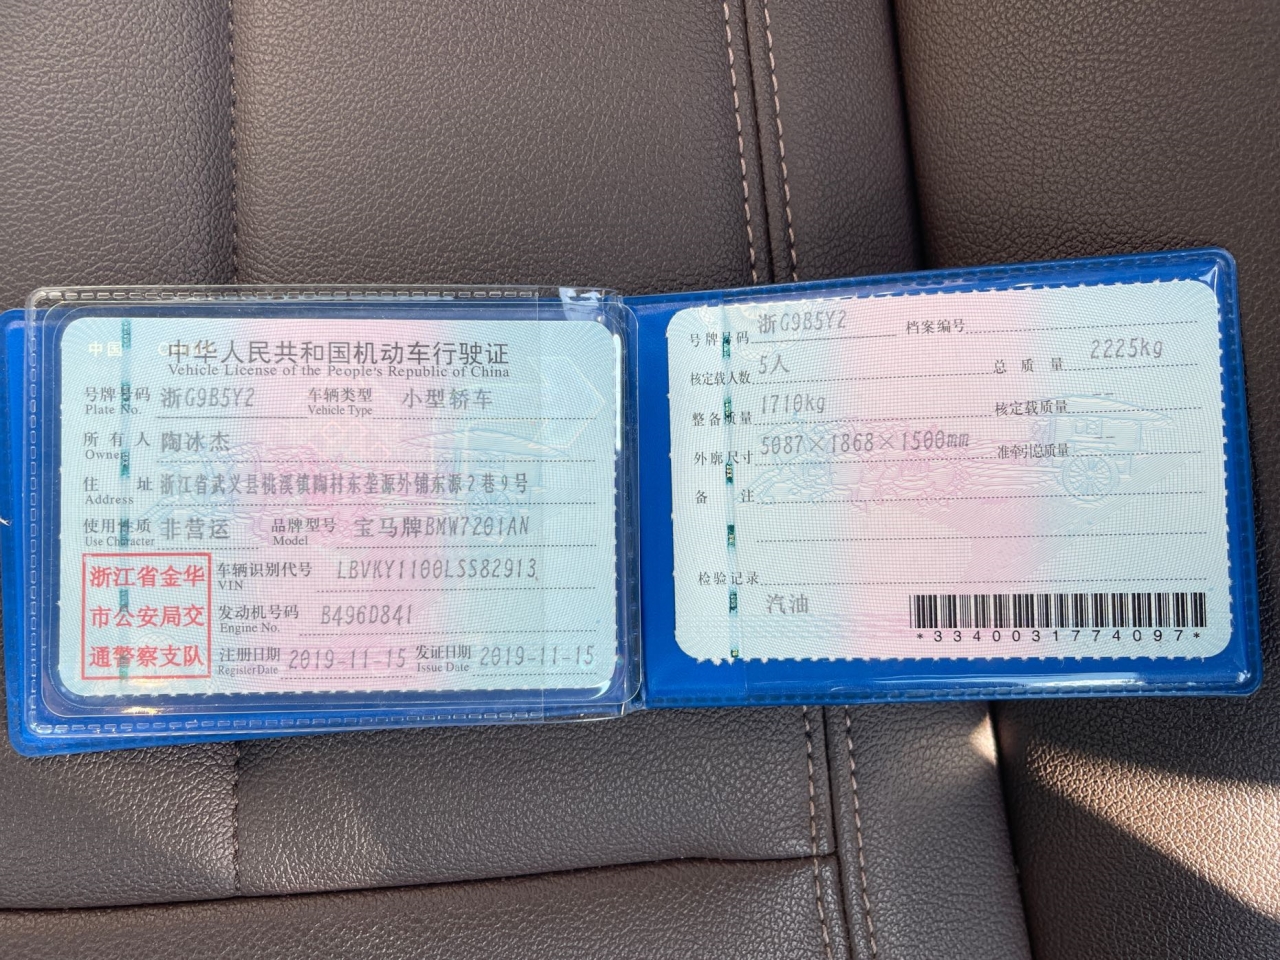 中国
中华人民共和国机动车行驶证
Vehicle License of the People's Republic of China
号牌号码 浙G9B5Y2 车辆类型 小型轿车
Plate No. Vehicle Type
所有人 陶冰杰
Owner
住址 浙江省武义县桃溪镇陶村东垄源外铺东源2巷9号
Address
使用性质 非营运 品牌型号 宝马牌BMW7201AN
Use Character Model
浙江省金华
市公安局交
通警察支队
车辆识别代号 LBVKY1100LSS82913
VIN
发动机号码 B496D841
Engine No.
注册日期 2019-11-15 发证日期 2019-11-15
Register Date Issue Date
号牌号码 浙G9B5Y2 档案编号
核定载人数 5人 总质量 2225kg
整备质量 1710kg 核定载质量 --
外廓尺寸 5087×1868×1500mm 准牵引总质量 --
备注
检验记录
汽油
*3340031774097*